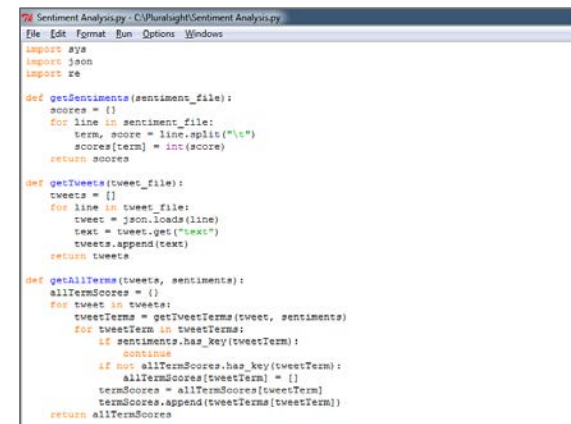 Sentiment Analysis.py - C:\Pluralsight\Sentiment Analysis.py
File Edit Format Run Options Windows
import sys
import json
import re
def getSentiments(sentiment_file):
    scores = {}
    for line in sentiment_file:
        term, score = line.split("\t")
        scores[term] = int(score)
    return scores
def getTweets(tweet_file):
    tweets = []
    for line in tweet_file:
        tweet = json.loads(line)
        text = tweet.get("text")
        tweets.append(text)
    return tweets
def getAllTerms(tweets, sentiments):
    allTermScores = {}
    for tweet in tweets:
        tweetTerms = getTweetTerms(tweet, sentiments)
        for tweetTerm in tweetTerms:
            if sentiments.has_key(tweetTerm):
                continue
            if not allTermScores.has_key(tweetTerm):
                allTermScores[tweetTerm] = []
            termScores = allTermScores[tweetTerm]
            termScores.append(tweetTerms[tweetTerm])
    return allTermScores